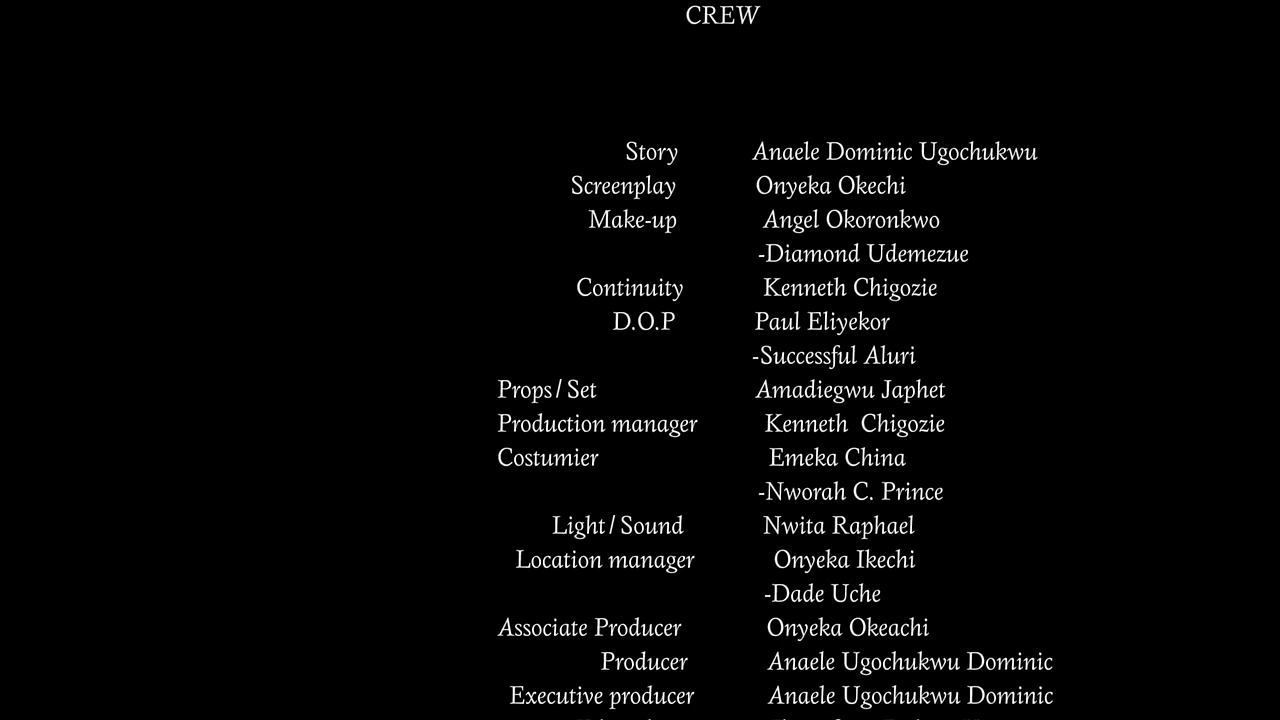 CREW
Story Anaele Dominic Ugochukwu
Screenplay Onyeka Okechi
Make-up Angel Okoronkwo
-Diamond Udemezue
Continuity Kenneth Chigozie
D.O.P Paul Eliyekor
-Successful Aluri
Props / Set Amadiegwu Japhet
Production manager Kenneth Chigozie
Costumier Emeka China
-Nworah C. Prince
Light / Sound Nwita Raphael
Location manager Onyeka Ikechi
-Dade Uche
Associate Producer Onyeka Okeachi
Producer Anaele Ugochukwu Dominic
Executive producer Anaele Ugochukwu Dominic